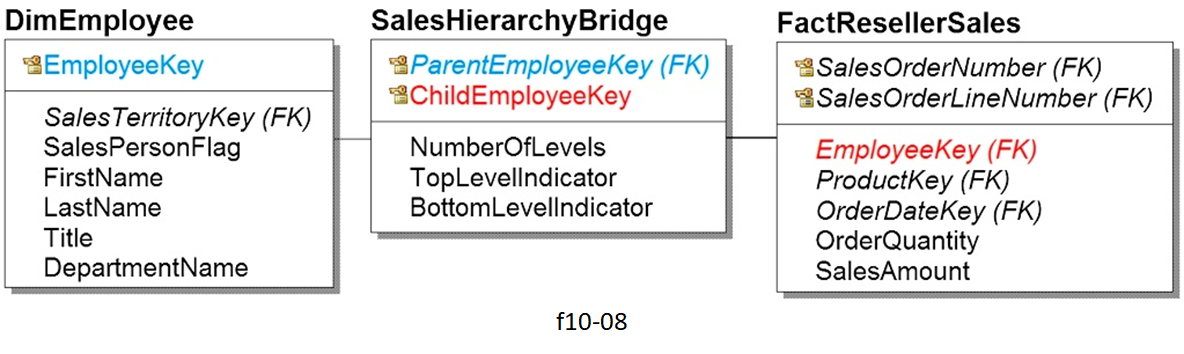 DimEmployee
EmployeeKey
SalesTerritoryKey (FK)
SalesPersonFlag
FirstName
LastName
Title
DepartmentName
SalesHierarchyBridge
ParentEmployeeKey (FK)
ChildEmployeeKey
NumberOfLevels
TopLevelIndicator
BottomLevelIndicator
FactResellerSales
SalesOrderNumber (FK)
SalesOrderLineNumber (FK)
EmployeeKey (FK)
ProductKey (FK)
OrderDateKey (FK)
OrderQuantity
SalesAmount
f10-08